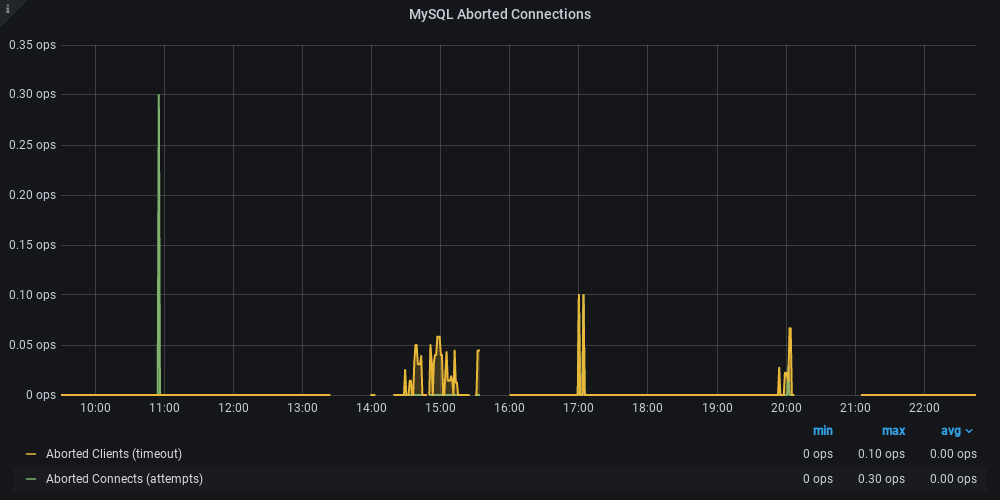 i
MySQL Aborted Connections
0.35 ops
0.30 ops
0.25 ops
0.20 ops
0.15 ops
0.10 ops
0.05 ops
0 ops
10:00 11:00 12:00 13:00 14:00 15:00 16:00 17:00 18:00 19:00 20:00 21:00 22:00
min max avg
Aborted Clients (timeout) 0 ops 0.10 ops 0.00 ops
Aborted Connects (attempts) 0 ops 0.30 ops 0.00 ops